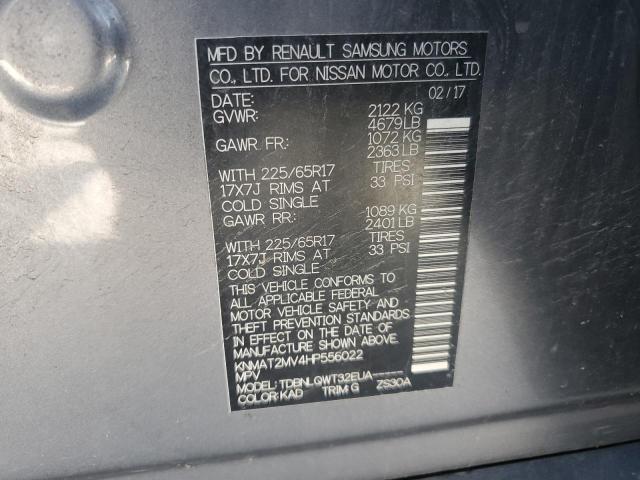 MFD BY RENAULT SAMSUNG MOTORS
CO., LTD. FOR NISSAN MOTOR CO., LTD.
DATE: 02/17
GVWR: 2122 KG
4679 LB
GAWR FR: 1072 KG
2363 LB
WITH 225/65R17 TIRES
17X7J RIMS AT 33 PSI
COLD SINGLE
GAWR RR: 1089 KG
2401 LB
WITH 225/65R17 TIRES
17X7J RIMS AT 33 PSI
COLD SINGLE
THIS VEHICLE CONFORMS TO
ALL APPLICABLE FEDERAL
MOTOR VEHICLE SAFETY AND
THEFT PREVENTION STANDARDS
IN EFFECT ON THE DATE OF
MANUFACTURE SHOWN ABOVE.
KNMAT2MV4HP556022
MPV
MODEL: TDBNLQWT32EUA-----
COLOR: KAD TRIM: G ZS30A